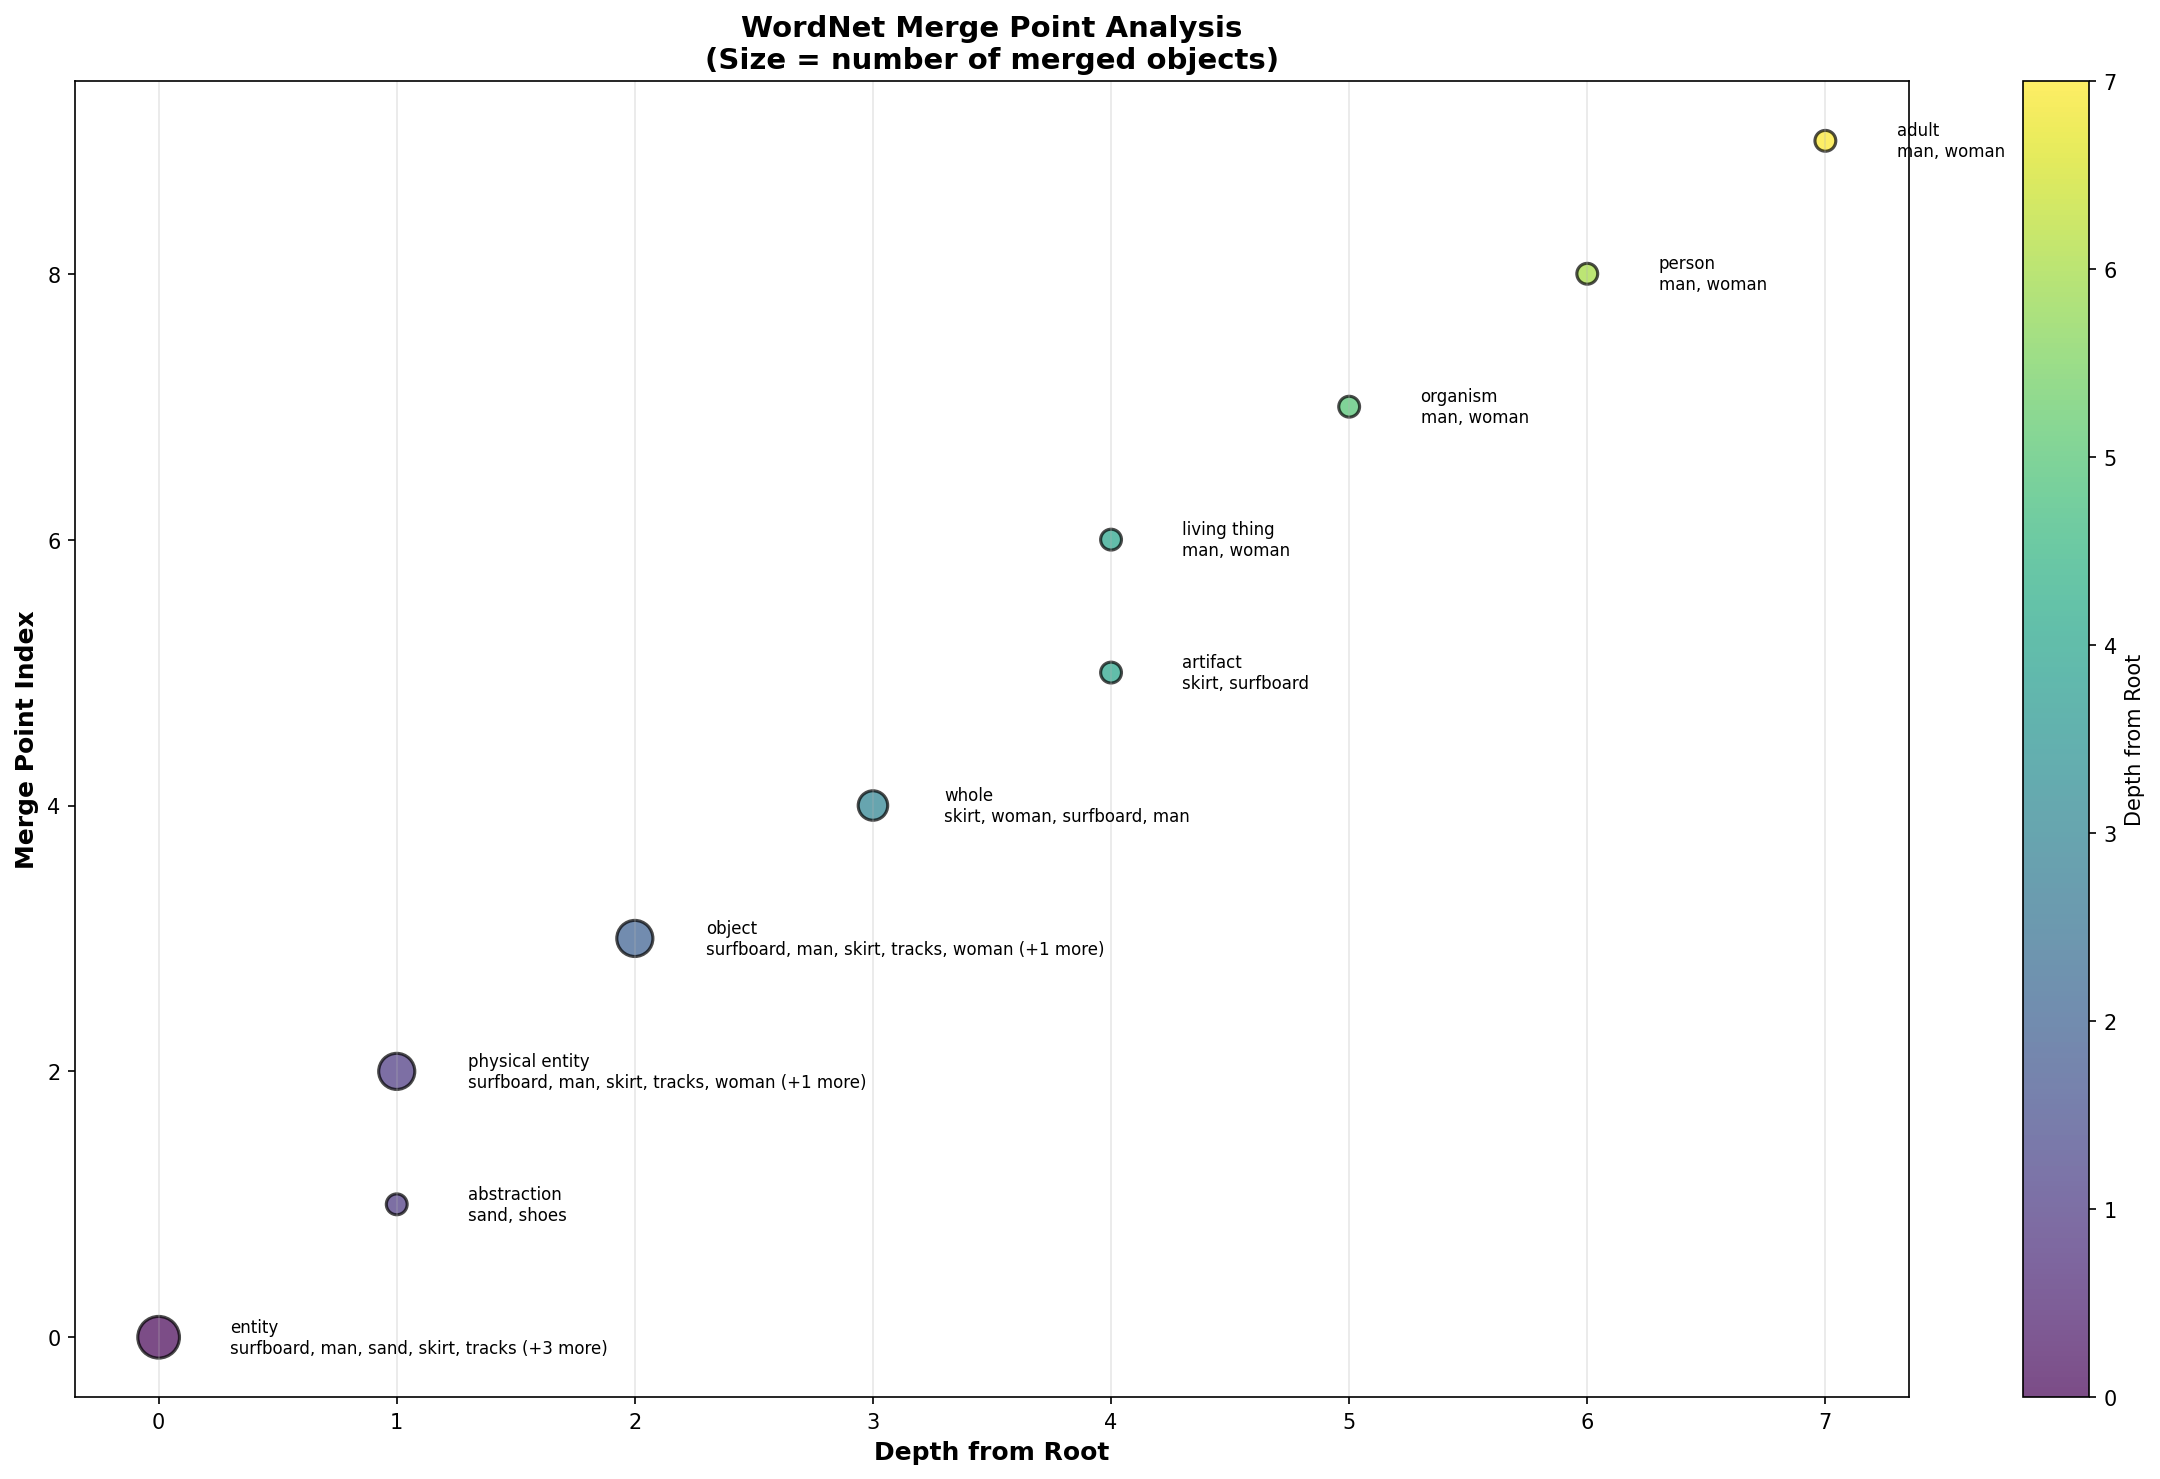 WordNet Merge Point Analysis
(Size = number of merged objects)
Merge Point Index
8
6
4
2
0
adult
man, woman
person
man, woman
organism
man, woman
living thing
man, woman
artifact
skirt, surfboard
whole
skirt, woman, surfboard, man
object
surfboard, man, skirt, tracks, woman (+1 more)
physical entity
surfboard, man, skirt, tracks, woman (+1 more)
abstraction
sand, shoes
entity
surfboard, man, sand, skirt, tracks (+3 more)
0 1 2 3 4 5 6 7
Depth from Root
7
6
5
4
3
2
1
0
Depth from Root